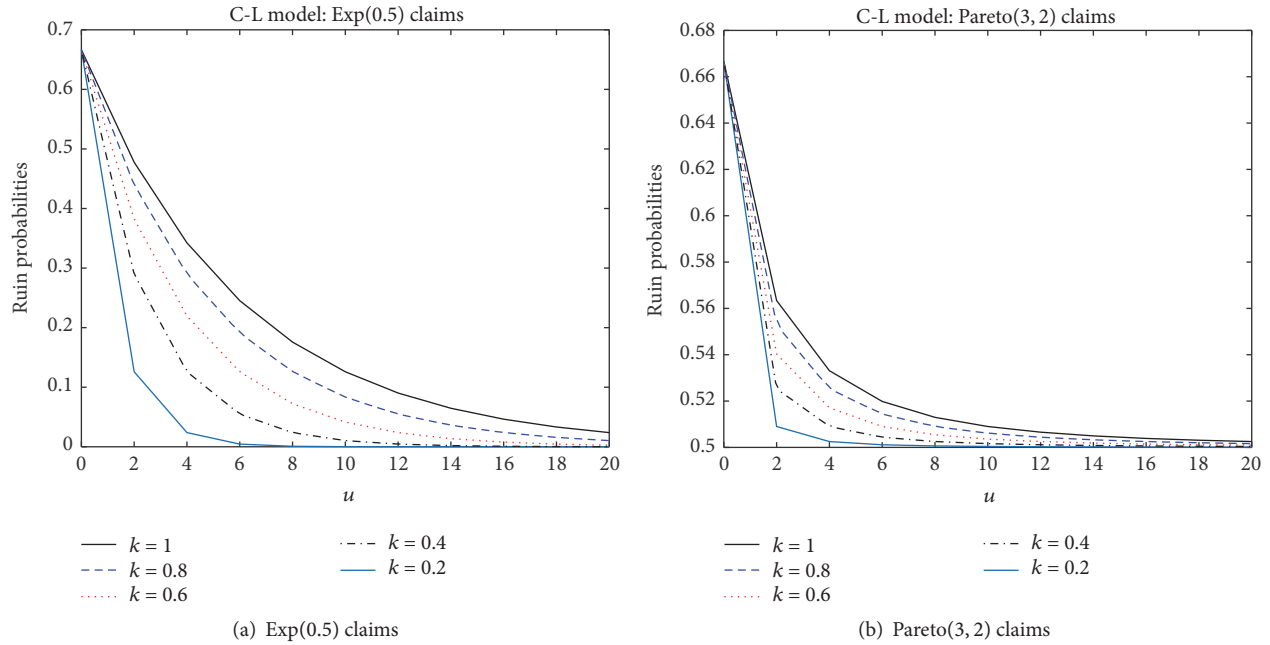 C-L model: Exp(0.5) claims
0.7
0.6
0.5
0.4
0.3
0.2
0.1
0
Ruin probabilities
0 2 4 6 8 10 12 14 16 18 20
u
k = 1
k = 0.8
k = 0.6
k = 0.4
k = 0.2
(a) Exp(0.5) claims
C-L model: Pareto(3, 2) claims
0.68
0.66
0.64
0.62
0.6
0.58
0.56
0.54
0.52
0.5
Ruin probabilities
0 2 4 6 8 10 12 14 16 18 20
u
k = 1
k = 0.8
k = 0.6
k = 0.4
k = 0.2
(b) Pareto(3, 2) claims